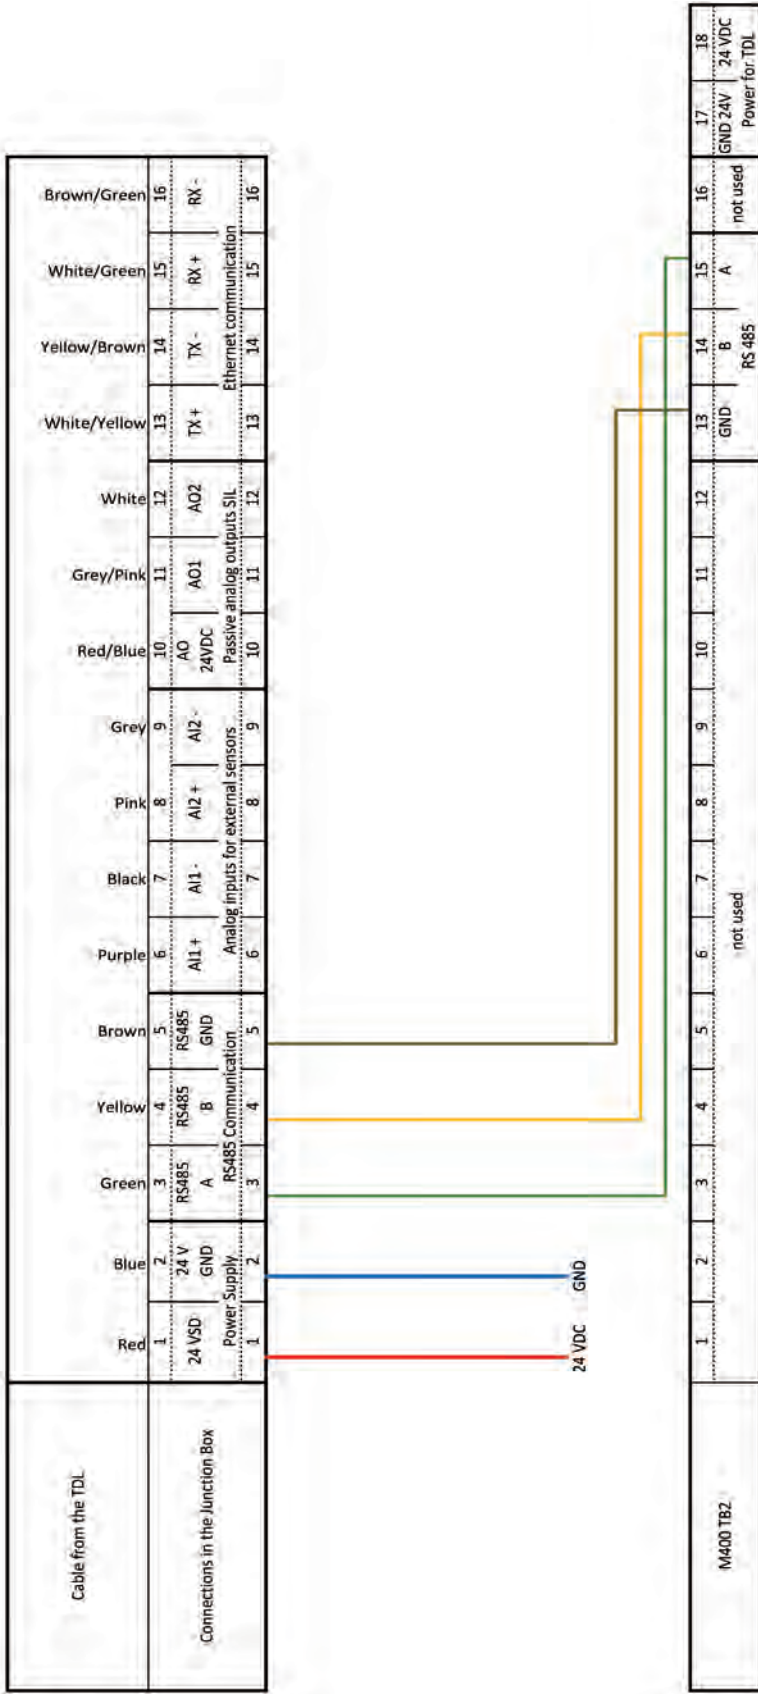 Cable from the TDL
Red
Blue
Green
Yellow
Brown
Purple
Black
Pink
Grey
Red/Blue
Grey/Pink
White
White/Yellow
Yellow/Brown
White/Green
Brown/Green
Connections in the Junction Box
1 2 3 4 5 6 7 8 9 10 11 12 13 14 15 16
24 VSD
24 V GND
RS485 A
RS485 B
RS485 GND
AI1 +
AI1 -
AI2 +
AI2 -
AO 24VDC
AO1
AO2
TX +
TX -
RX +
RX -
Power Supply
RS485 Communication
Analog inputs for external sensors
Passive analog outputs SIL
Ethernet communication
1 2 3 4 5 6 7 8 9 10 11 12 13 14 15 16
24 VDC
GND
M400 TB2
1 2 3 4 5 6 7 8 9 10 11 12 13 14 15 16 17 18
GND
B
A
GND 24V
24 VDC
not used
RS 485
not used
Power for TDL